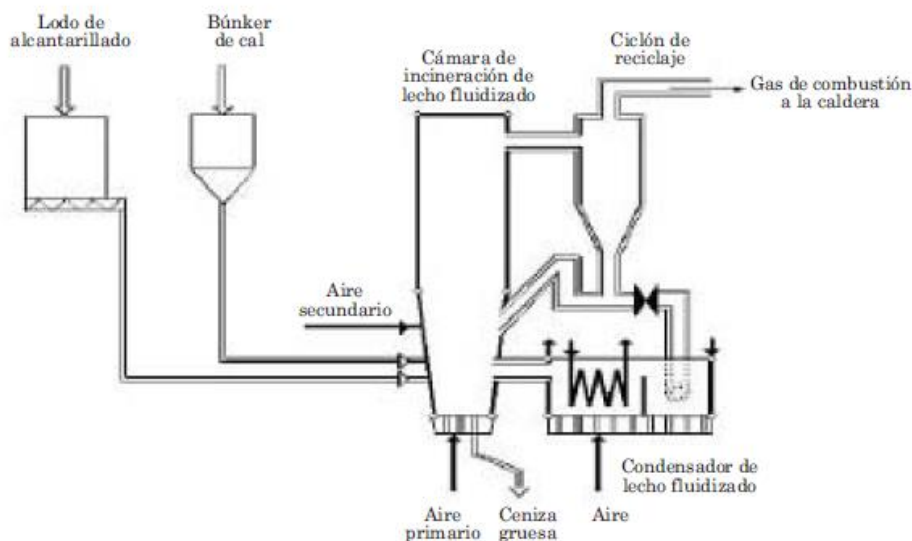 Lodo de
alcantarillado
Búnker
de cal
Cámara de
incineración de
lecho fluidizado
Ciclón de
reciclaje
Gas de combustión
a la caldera
Aire
secundario
Condensador de
lecho fluidizado
Aire
primario
Ceniza
gruesa
Aire